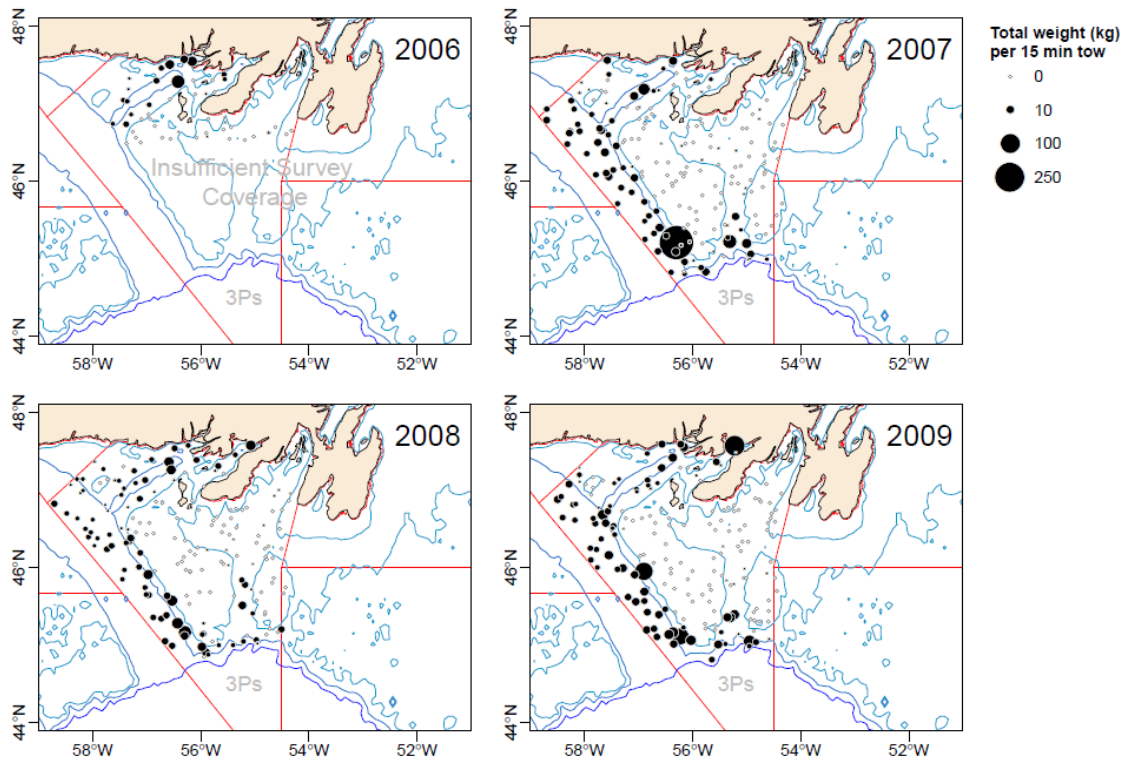 48°N
46°N
44°N
2006
Insufficient Survey
Coverage
3Ps
58°W
56°W
54°W
52°W
48°N
46°N
44°N
2007
3Ps
58°W
56°W
54°W
52°W
Total weight (kg)
per 15 min tow
0
10
100
250
48°N
46°N
44°N
2008
3Ps
58°W
56°W
54°W
52°W
48°N
46°N
44°N
2009
3Ps
58°W
56°W
54°W
52°W